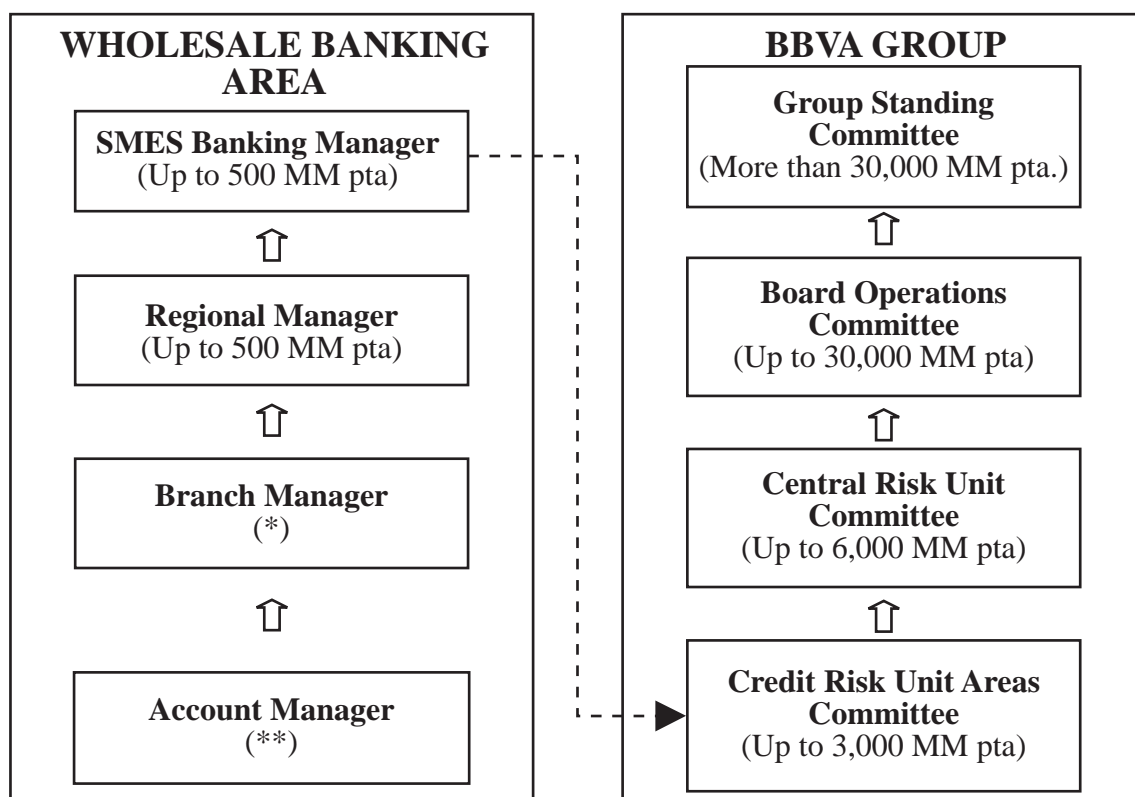 WHOLESALE BANKING
AREA
SMES Banking Manager
(Up to 500 MM pta)
Regional Manager
(Up to 500 MM pta)
Branch Manager
(*)
Account Manager
(**)
BBVA GROUP
Group Standing
Committee
(More than 30,000 MM pta.)
Board Operations
Committee
(Up to 30,000 MM pta)
Central Risk Unit
Committee
(Up to 6,000 MM pta)
Credit Risk Unit Areas
Committee
(Up to 3,000 MM pta)